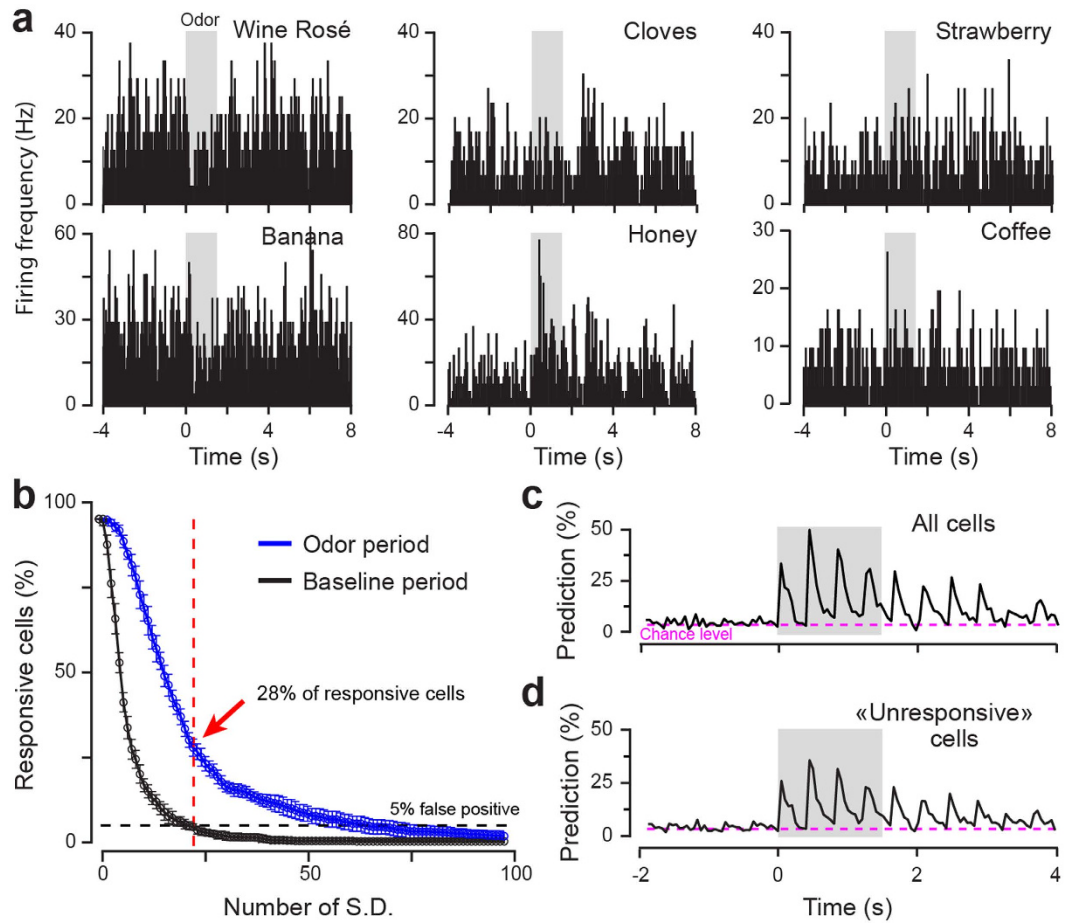 a
Odor
Wine Rosé
Cloves
Strawberry
40
20
0
40
20
0
40
20
0
Firing frequency (Hz)
Banana
Honey
Coffee
60
30
0
80
40
0
30
20
10
0
-4 0 4 8
-4 0 4 8
-4 0 4 8
Time (s)
Time (s)
Time (s)
b
100
50
0
Responsive cells (%)
Odor period
Baseline period
28% of responsive cells
5% false positive
0 50 100
Number of S.D.
c
All cells
Prediction (%)
50
25
0
Chance level
-2 0 2 4
d
«Unresponsive»
cells
Prediction (%)
50
25
0
-2 0 2 4
Time (s)